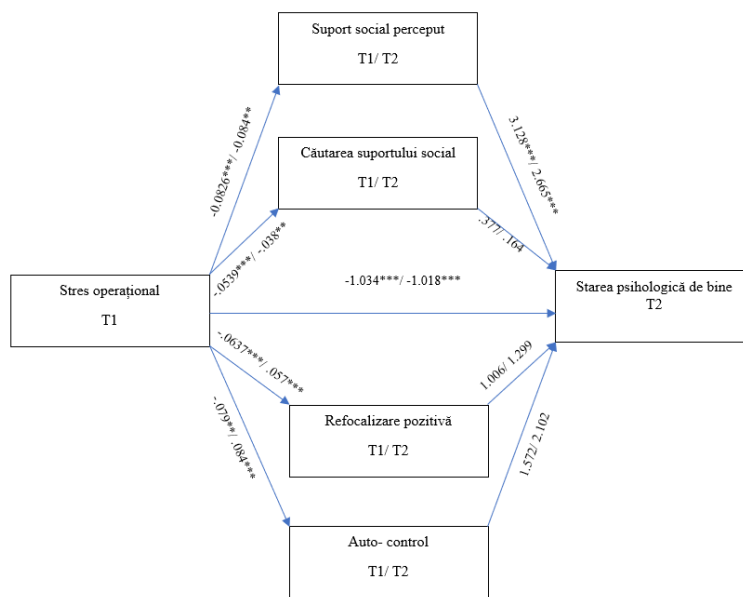 Suport social perceput
T1/ T2
-0.0826***/ -0.084**
3.128***/ 2.665***
Căutarea suportului social
T1/ T2
-.0539***/ -.038**
.377/ .164
Stres operațional
T1
-1.034***/ -1.018***
Starea psihologică de bine
T2
-.0637***/ .057***
1.006/ 1.299
Refocalizare pozitivă
T1/ T2
-.079**/ .084***
1.572/ 2.102
Auto- control
T1/ T2